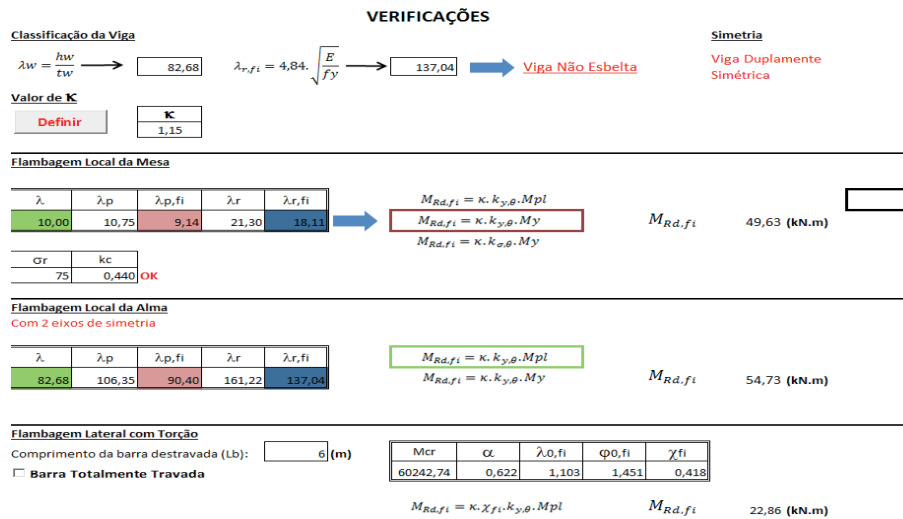 VERIFICAÇÕES
Classificação da Viga
Simetria
λw = hw/tw
82,68
λr,fi = 4,84.√(E/fy)
137,04
Viga Não Esbelta
Viga Duplamente
Simétrica
Valor de κ
Definir
κ
1,15
Flambagem Local da Mesa
λ λp λp,fi λr λr,fi
10,00 10,75 9,14 21,30 18,11
MRd,fi = κ.ky,θ.Mpl
MRd,fi = κ.ky,θ.My
MRd,fi = κ.kσ,θ.My
MRd,fi 49,63 (kN.m)
σr kc
75 0,440 OK
Flambagem Local da Alma
Com 2 eixos de simetria
λ λp λp,fi λr λr,fi
82,68 106,35 90,40 161,22 137,04
MRd,fi = κ.ky,θ.Mpl
MRd,fi = κ.ky,θ.My
MRd,fi 54,73 (kN.m)
Flambagem Lateral com Torção
Comprimento da barra destravada (Lb): 6 (m)
Barra Totalmente Travada
Mcr α λ0,fi φ0,fi χfi
60242,74 0,622 1,103 1,451 0,418
MRd,fi = κ.χfi.ky,θ.Mpl
MRd,fi 22,86 (kN.m)